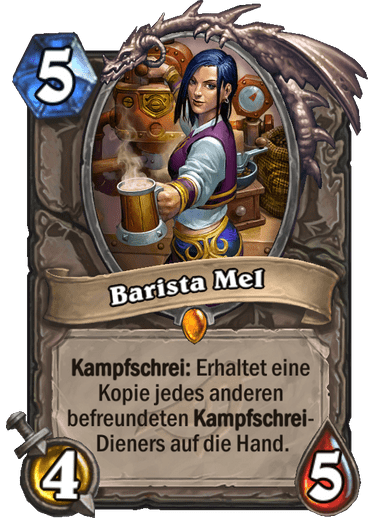 5
Barista Mel
Kampfschrei: Erhaltet eine
Kopie jedes anderen
befreundeten Kampfschrei-
Dieners auf die Hand.
4
5